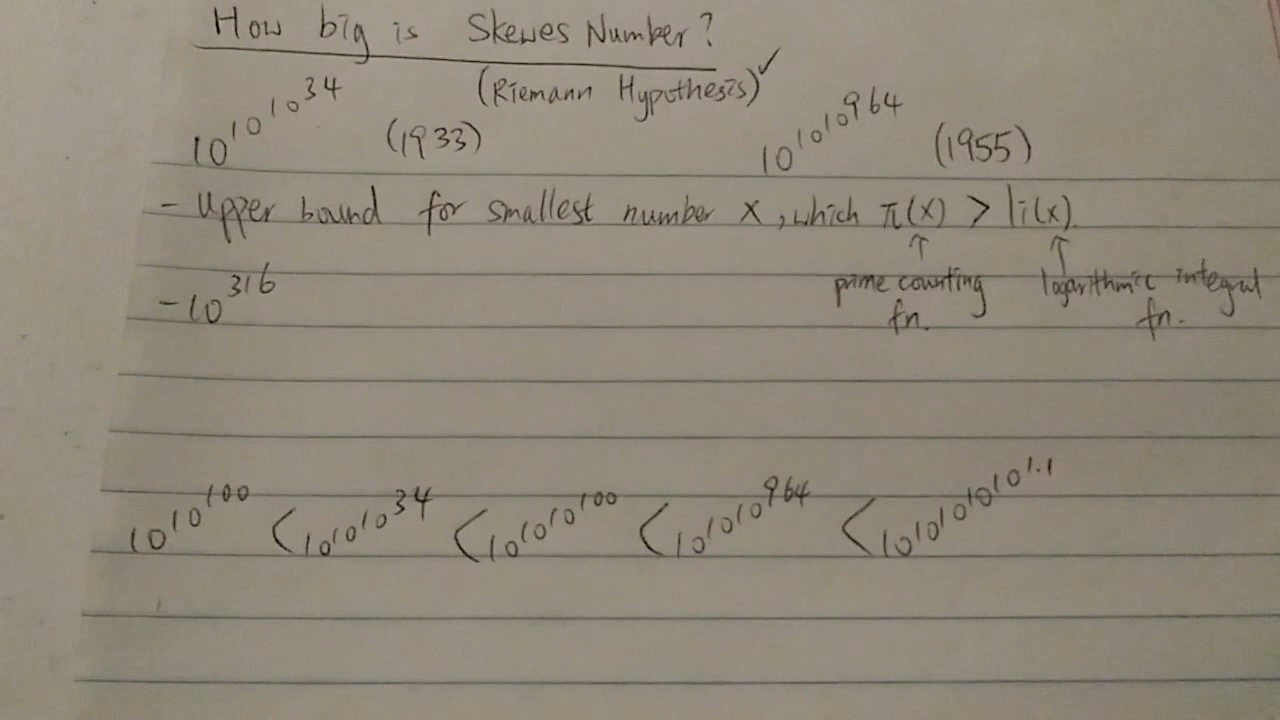 How big is Skewes Number?
(Riemann Hypothesis) ✓
10^10^10^34 (1933) 10^10^10^964 (1955)
- Upper bound for smallest number x, which π(x) > li(x).
↑ ↑
- 10^316 prime counting fn. logarithmic integral fn.
10^10^100 < 10^10^10^34 < 10^10^10^100 < 10^10^10^964 < 10^10^10^10^10^1.1